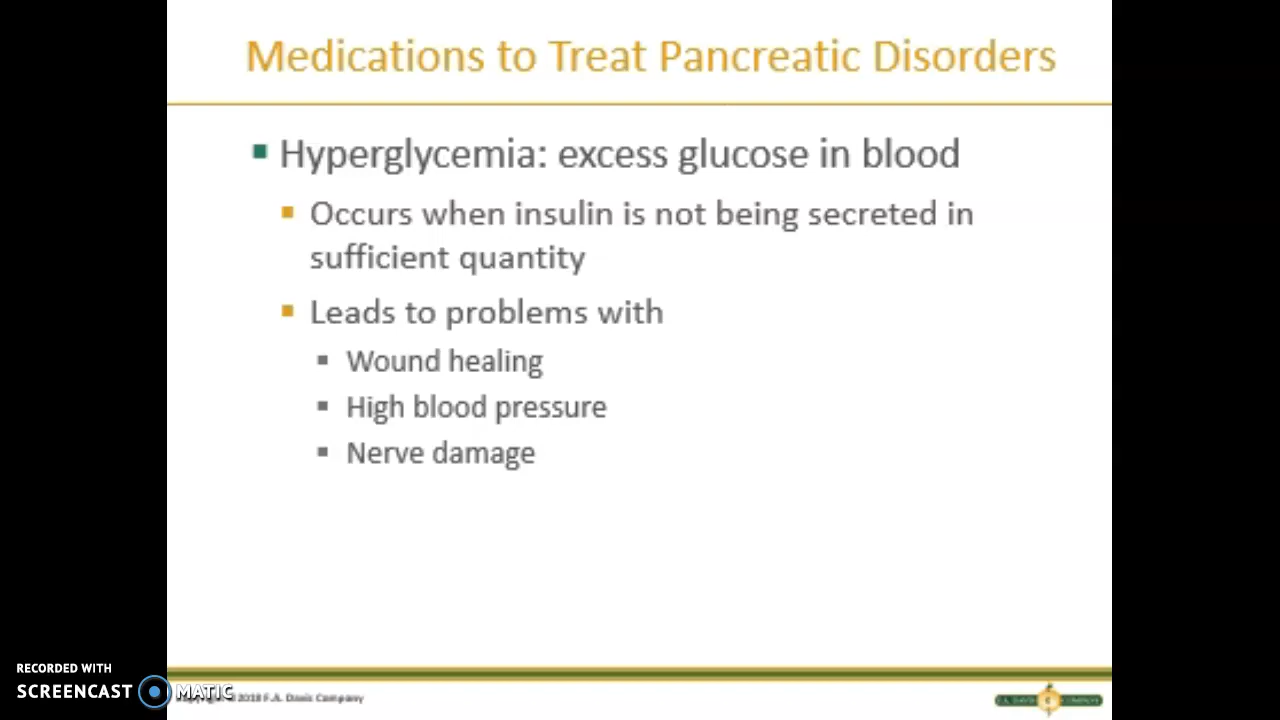 Medications to Treat Pancreatic Disorders
Hyperglycemia: excess glucose in blood
Occurs when insulin is not being secreted in
sufficient quantity
Leads to problems with
Wound healing
High blood pressure
Nerve damage
RECORDED WITH
SCREENCAST MATIC
2018 F.A. Davis Company
F.A. DAVIS COMPANY